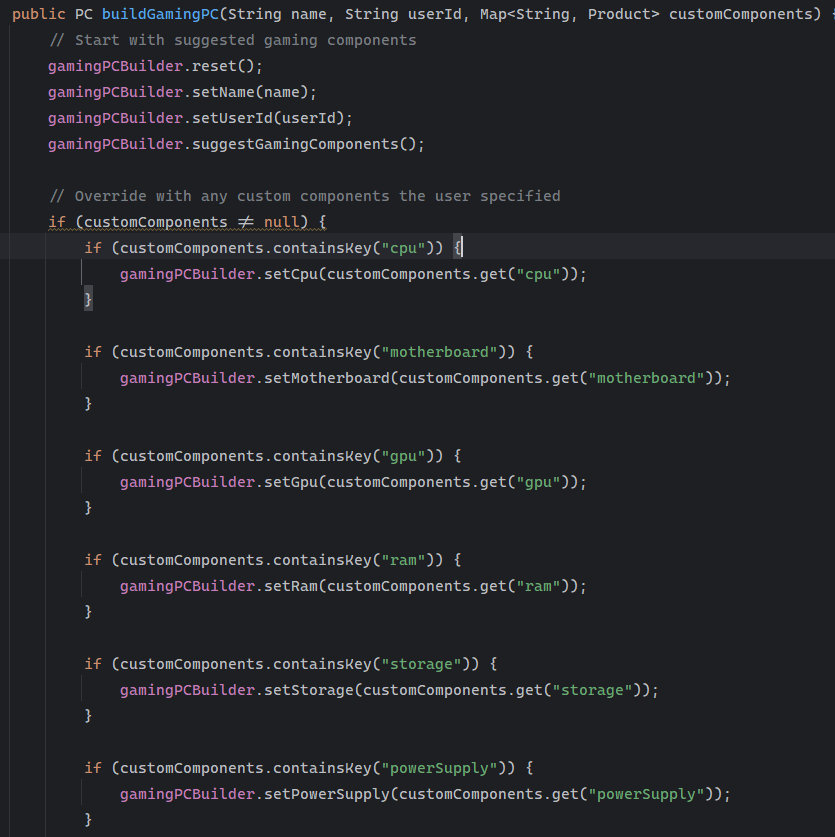 public PC buildGamingPC(String name, String userId, Map<String, Product> customComponents) {
// Start with suggested gaming components
gamingPCBuilder.reset();
gamingPCBuilder.setName(name);
gamingPCBuilder.setUserId(userId);
gamingPCBuilder.suggestGamingComponents();
// Override with any custom components the user specified
if (customComponents ≠ null) {
if (customComponents.containsKey("cpu")) {
gamingPCBuilder.setCpu(customComponents.get("cpu"));
}
if (customComponents.containsKey("motherboard")) {
gamingPCBuilder.setMotherboard(customComponents.get("motherboard"));
}
if (customComponents.containsKey("gpu")) {
gamingPCBuilder.setGpu(customComponents.get("gpu"));
}
if (customComponents.containsKey("ram")) {
gamingPCBuilder.setRam(customComponents.get("ram"));
}
if (customComponents.containsKey("storage")) {
gamingPCBuilder.setStorage(customComponents.get("storage"));
}
if (customComponents.containsKey("powerSupply")) {
gamingPCBuilder.setPowerSupply(customComponents.get("powerSupply"));
}